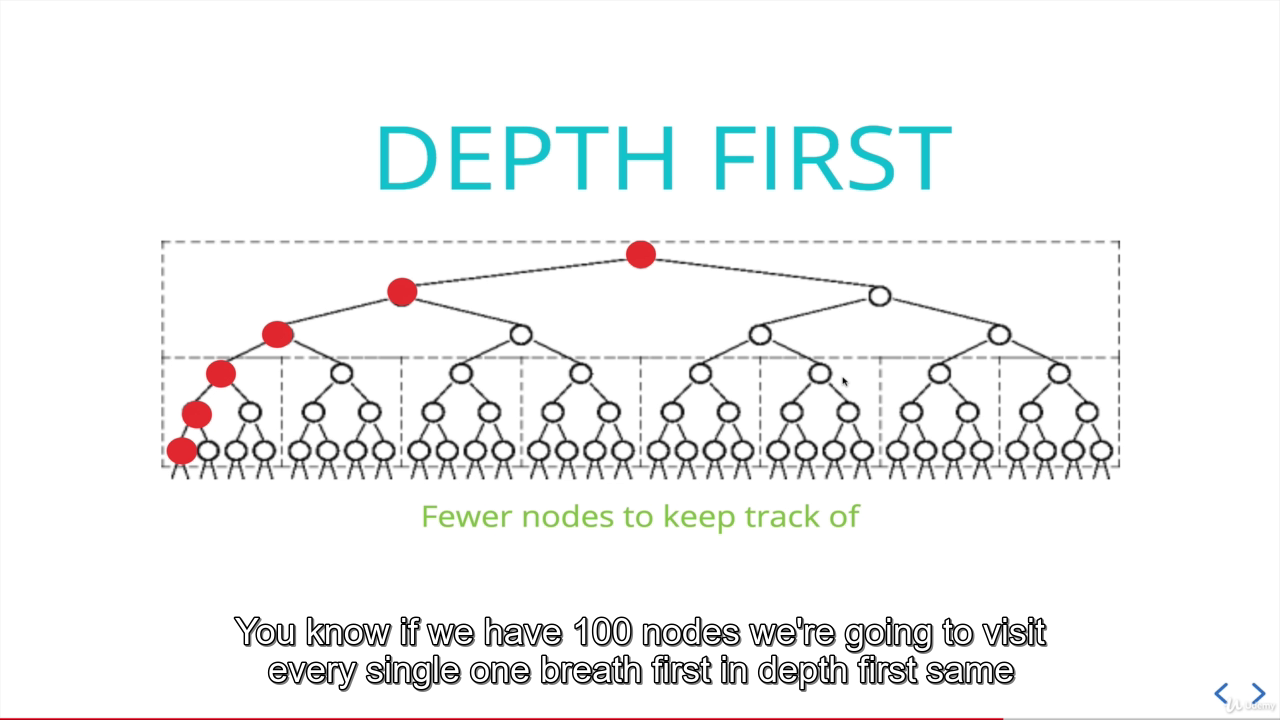 DEPTH FIRST
Fewer nodes to keep track of
You know if we have 100 nodes we're going to visit
every single one breath first in depth first same
Udemy